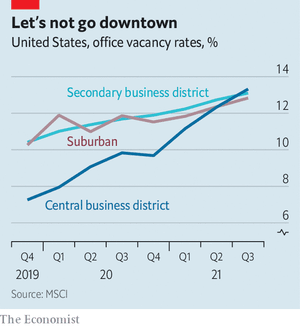 Let's not go downtown
United States, office vacancy rates, %
14
Secondary business district
12
Suburban
10
8
Central business district
6
Q4 Q1 Q2 Q3 Q4 Q1 Q2 Q3
2019 20 21
Source: MSCI
The Economist